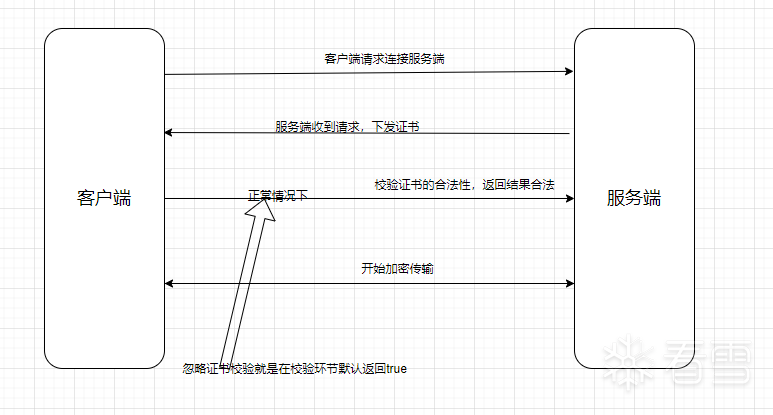 客户端请求连接服务端
服务端收到请求，下发证书
校验证书的合法性，返回结果合法
正常情况下
客户端
服务端
开始加密传输
忽略证书校验就是在校验环节默认返回true
看雪